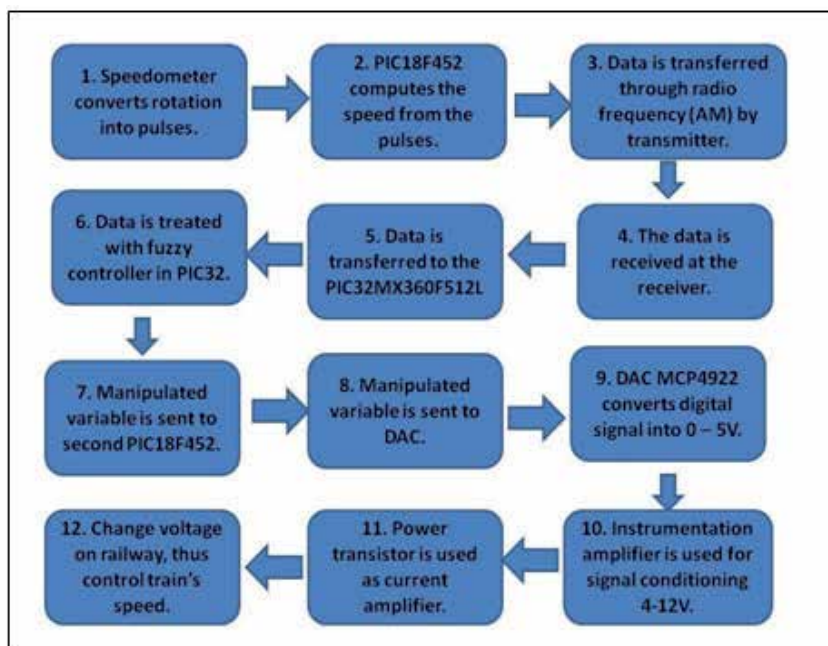 1. Speedometer
converts rotation
into pulses.
2. PIC18F452
computes the
speed from the
pulses.
3. Data is transferred
through radio
frequency (AM) by
transmitter.
4. The data is
received at the
receiver.
5. Data is
transferred to the
PIC32MX360F512L
6. Data is treated
with fuzzy
controller in PIC32.
7. Manipulated
variable is sent to
second PIC18F452.
8. Manipulated
variable is sent to
DAC.
9. DAC MCP4922
converts digital
signal into 0 – 5V.
10. Instrumentation
amplifier is used for
signal conditioning
4-12V.
11. Power
transistor is used
as current
amplifier.
12. Change voltage
on railway, thus
control train's
speed.